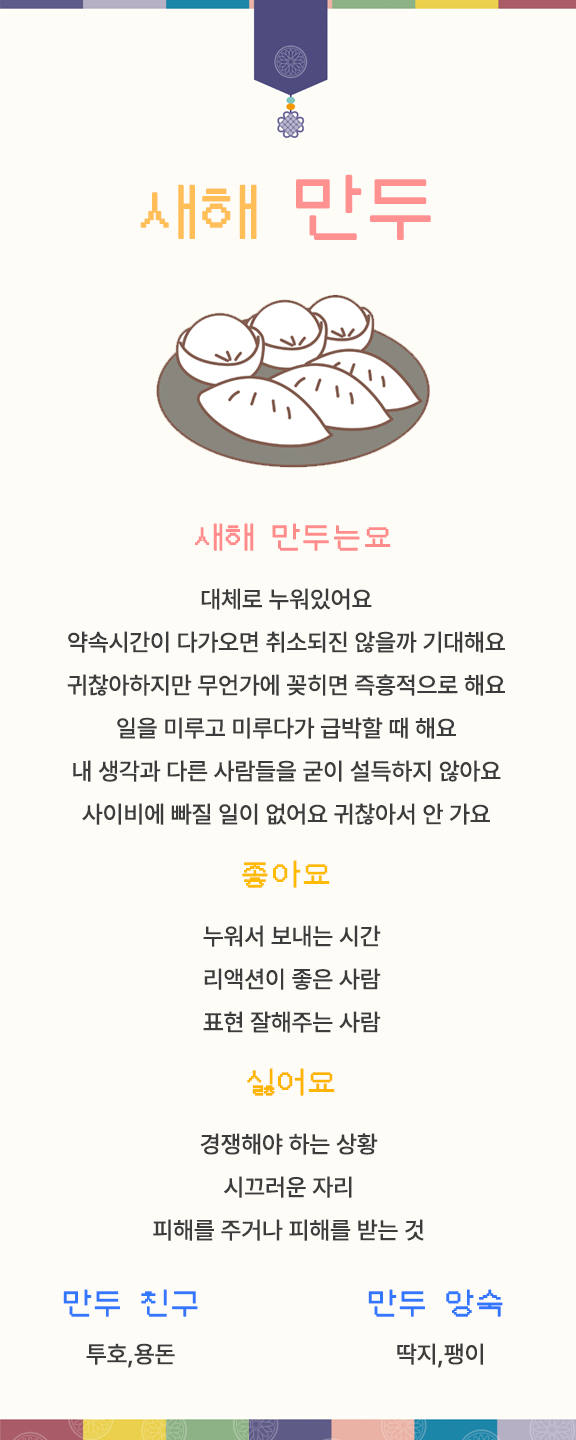 새해 만두
새해 만두는요
대체로 누워있어요
약속시간이 다가오면 취소되진 않을까 기대해요
귀찮아하지만 무언가에 꽂히면 즉흥적으로 해요
일을 미루고 미루다가 급박할 때 해요
내 생각과 다른 사람들을 굳이 설득하지 않아요
사이비에 빠질 일이 없어요 귀찮아서 안 가요
좋아요
누워서 보내는 시간
리액션이 좋은 사람
표현 잘해주는 사람
싫어요
경쟁해야 하는 상황
시끄러운 자리
피해를 주거나 피해를 받는 것
만두 친구
투호,용돈
만두 앙숙
딱지,팽이